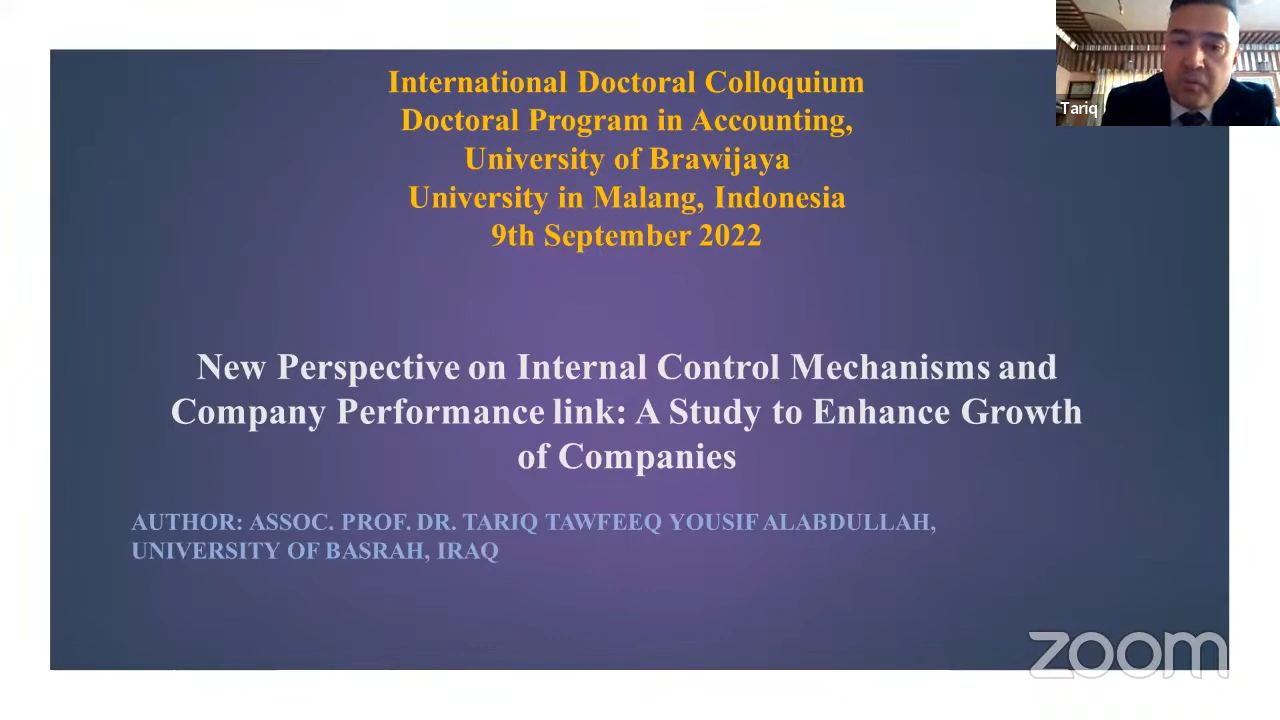 International Doctoral Colloquium
Doctoral Program in Accounting,
University of Brawijaya
University in Malang, Indonesia
9th September 2022
Tariq
New Perspective on Internal Control Mechanisms and
Company Performance link: A Study to Enhance Growth
of Companies
AUTHOR: ASSOC. PROF. DR. TARIQ TAWFEEQ YOUSIF ALABDULLAH,
UNIVERSITY OF BASRAH, IRAQ
zoom